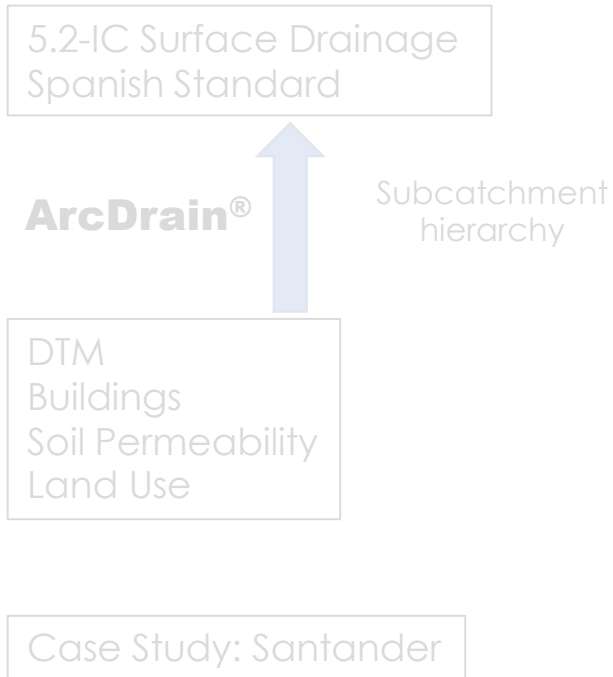 5.2-IC Surface Drainage
Spanish Standard
ArcDrain®
Subcatchment
hierarchy
DTM
Buildings
Soil Permeability
Land Use
Case Study: Santander